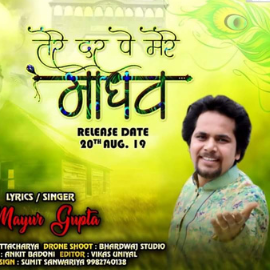 तेरे दर पे मेरे
माधव
RELEASE DATE
20TH AUG. 19
LYRICS / SINGER
Mayur Gupta
TTACHARYA DRONE SHOOT : BHARDWAJ STUDIO
: ANKIT BADONI EDITOR : VIKAS UNIYAL
SIGN : SUMIT SANWARIYA 9982740138